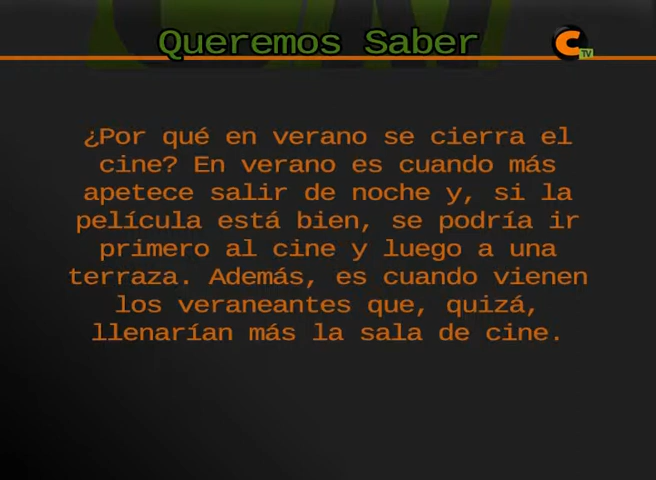 Queremos Saber
C
TV
¿Por qué en verano se cierra el
cine? En verano es cuando más
apetece salir de noche y, si la
película está bien, se podría ir
primero al cine y luego a una
terraza. Además, es cuando vienen
los veraneantes que, quizá,
llenarían más la sala de cine.